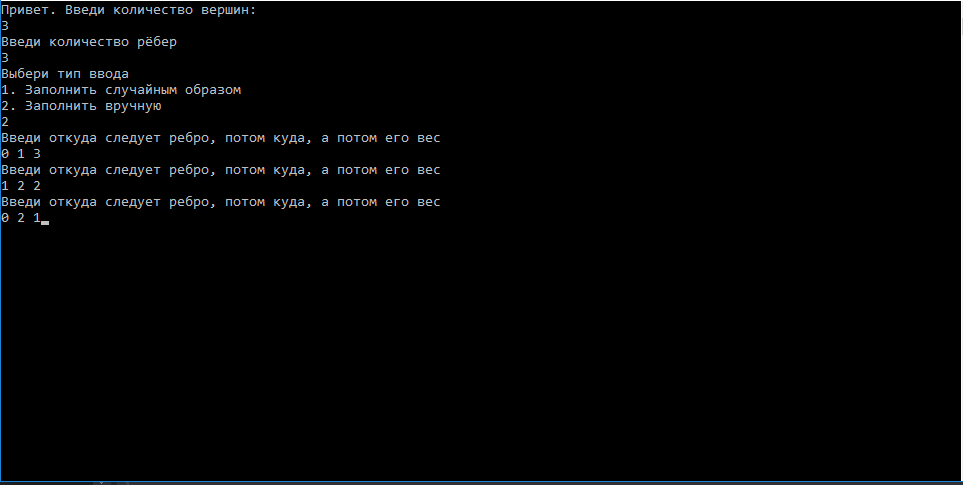 Привет. Введи количество вершин:
3
Введи количество рёбер
3
Выбери тип ввода
1. Заполнить случайным образом
2. Заполнить вручную
2
Введи откуда следует ребро, потом куда, а потом его вес
0 1 3
Введи откуда следует ребро, потом куда, а потом его вес
1 2 2
Введи откуда следует ребро, потом куда, а потом его вес
0 2 1